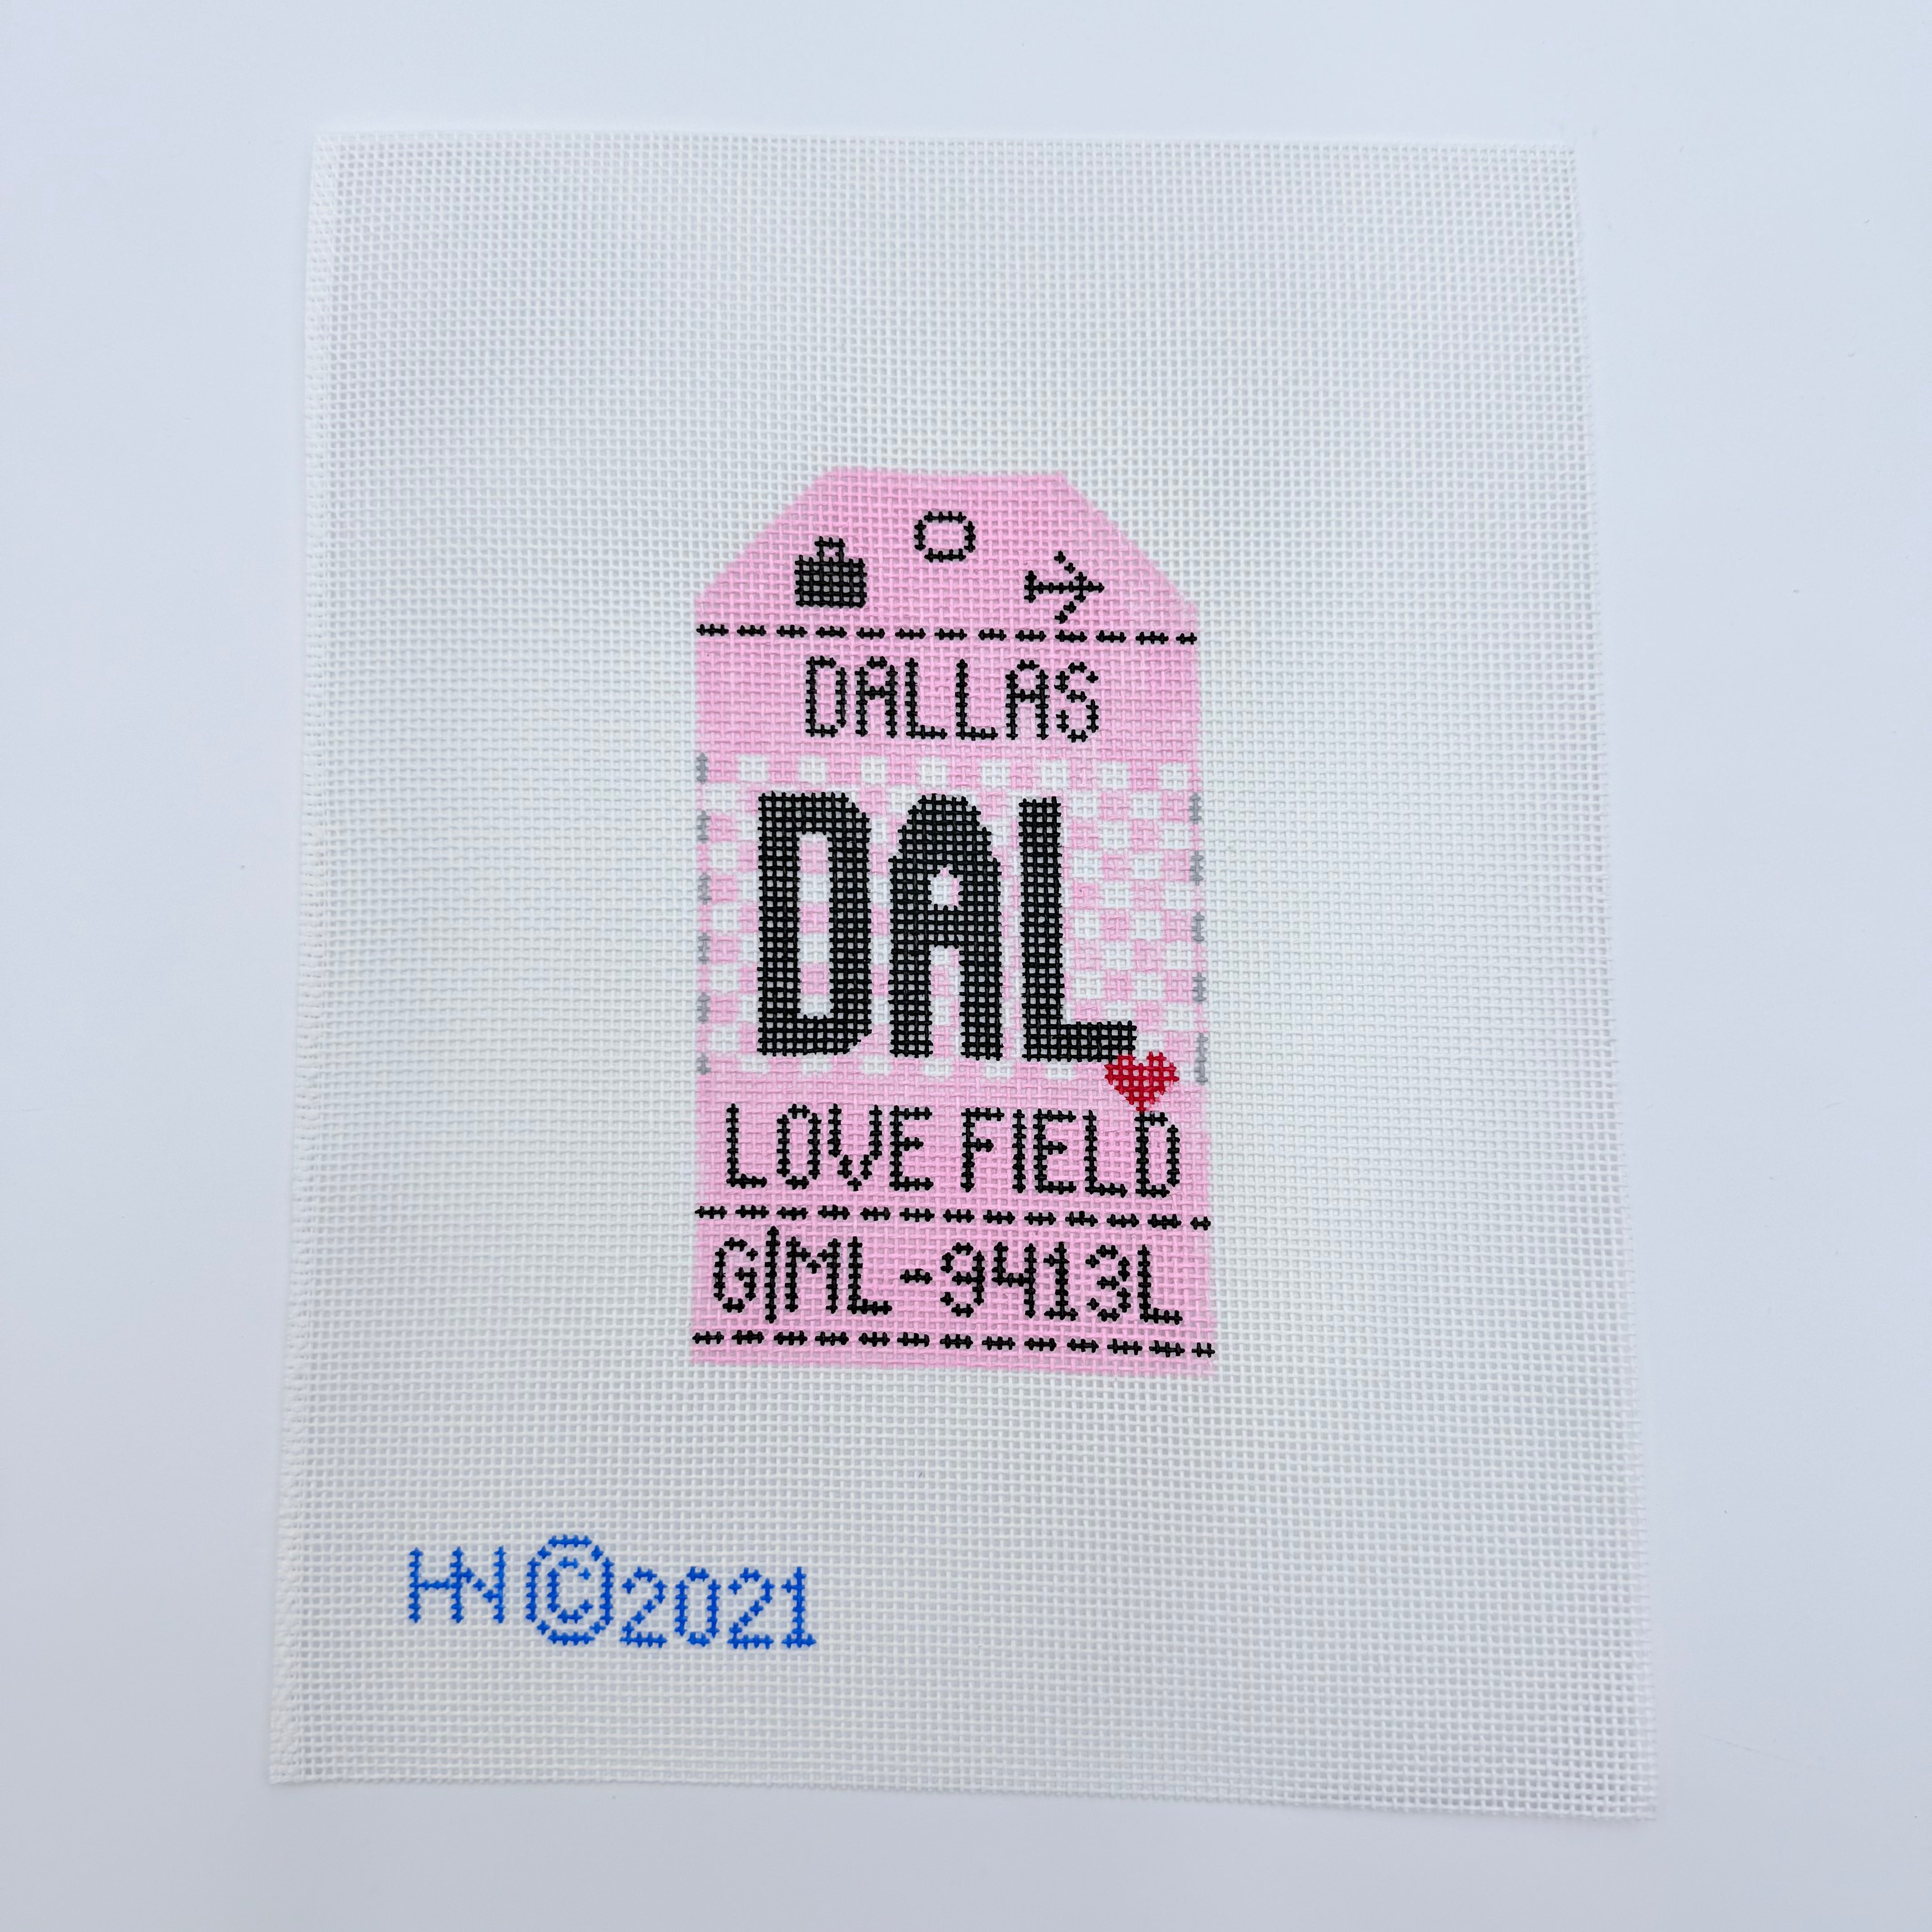 DALLAS
DAL
LOVE FIELD
G|ML-9413L
HN©2021